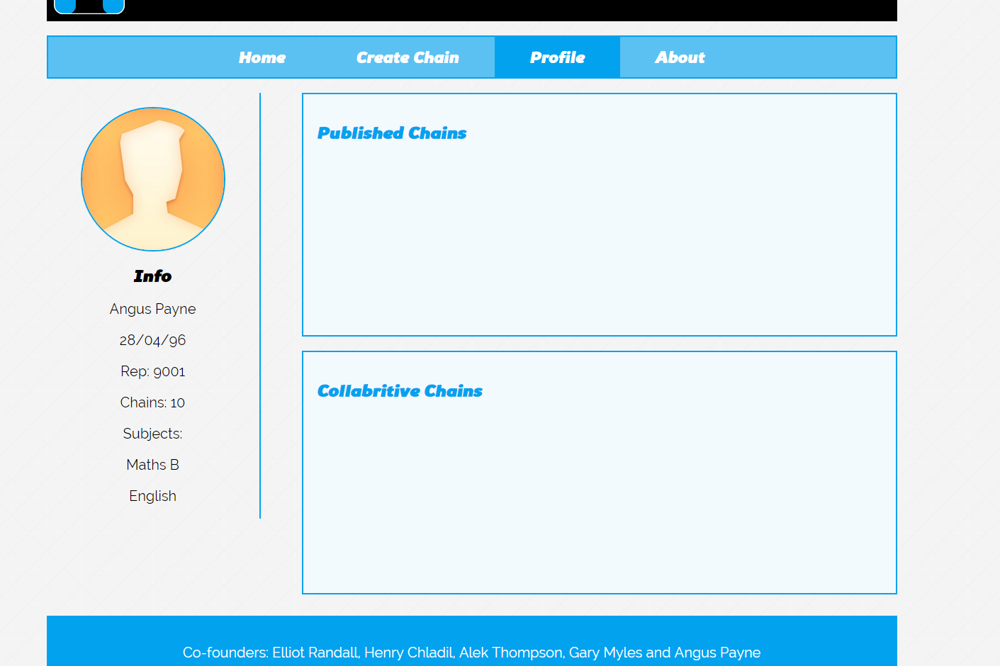 Home Create Chain Profile About
Info
Angus Payne
28/04/96
Rep: 9001
Chains: 10
Subjects:
Maths B
English
Published Chains
Collabritive Chains
Co-founders: Elliot Randall, Henry Chladil, Alek Thompson, Gary Myles and Angus Payne